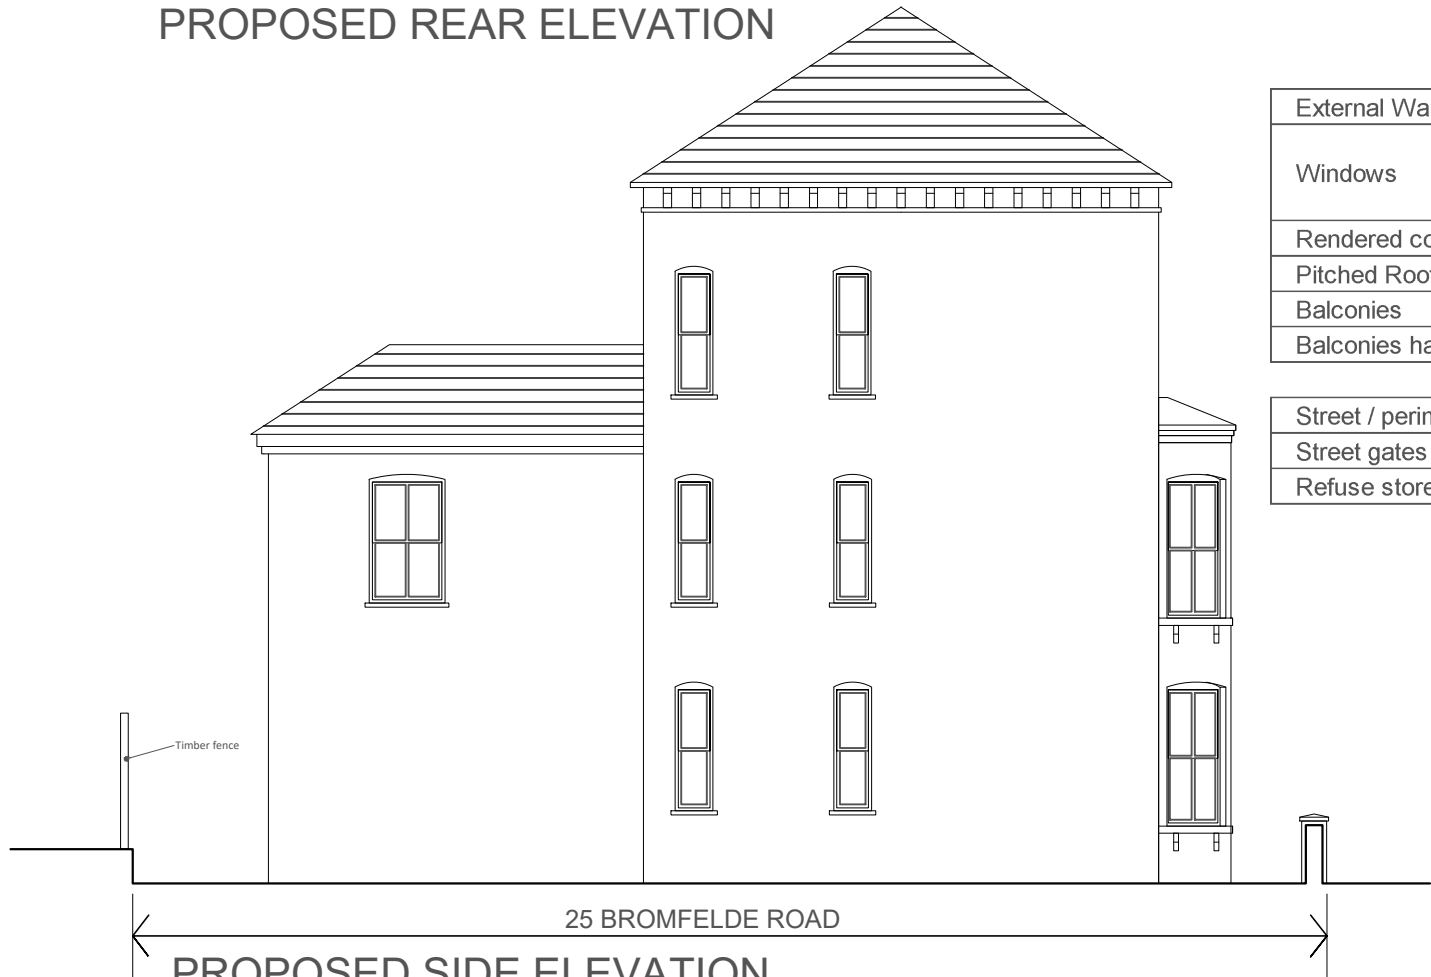 PROPOSED REAR ELEVATION
External Wa
Windows
Rendered co
Pitched Roo
Balconies
Balconies ha
Street / perin
Street gates
Refuse store
Timber fence
25 BROMFELDE ROAD
PROPOSED SIDE ELEVATION